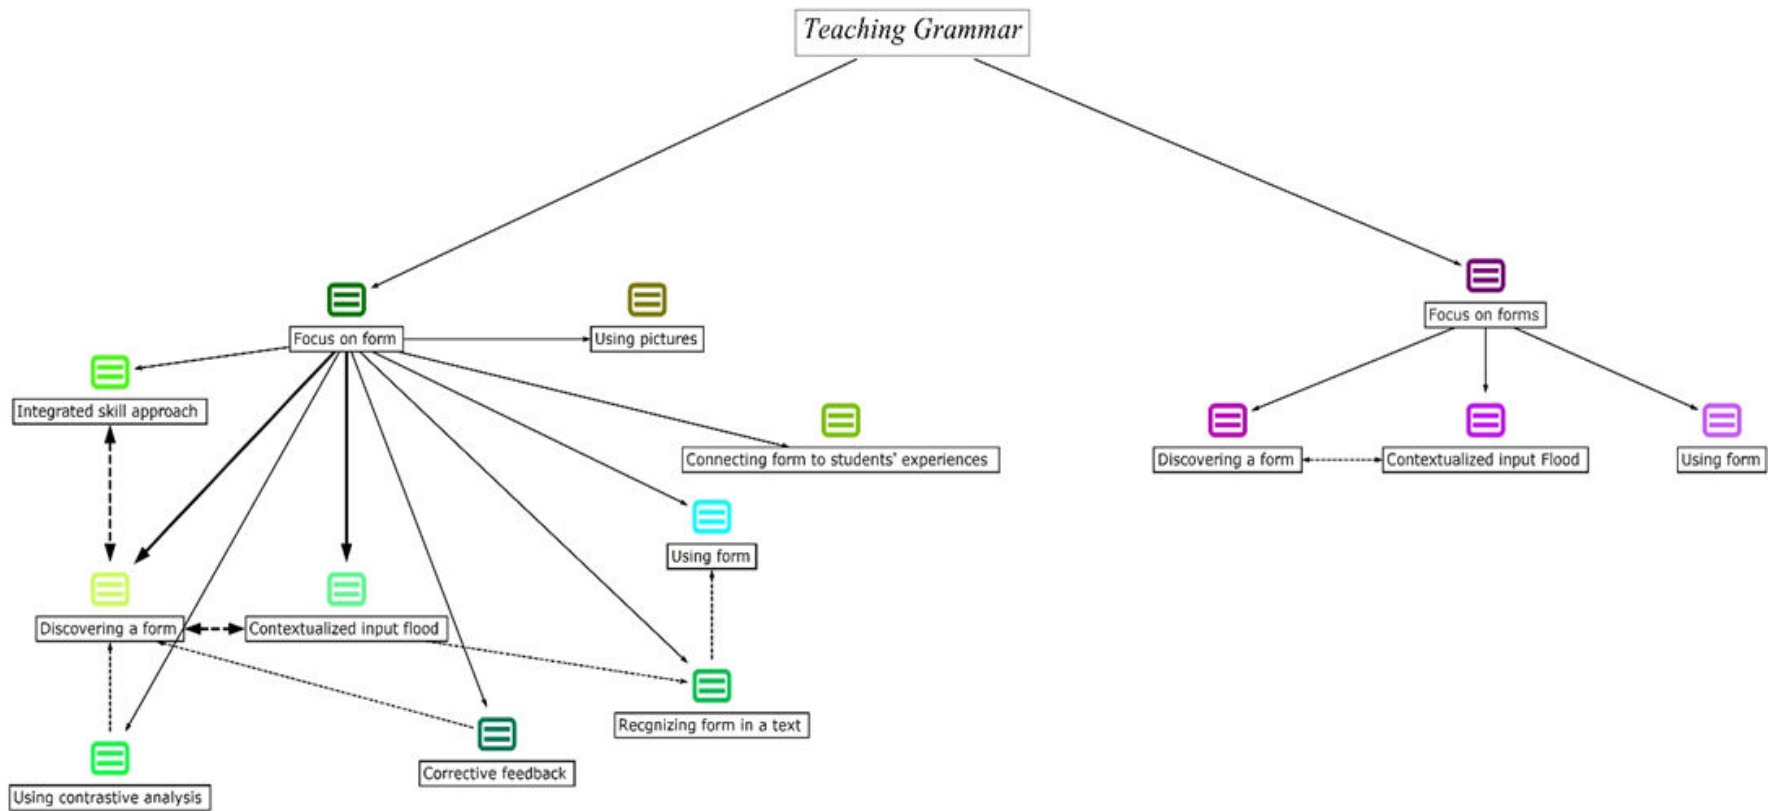 Teaching Grammar
Focus on form
Using pictures
Focus on forms
Integrated skill approach
Connecting form to students' experiences
Discovering a form
Contextualized input Flood
Using form
Using form
Discovering a form
Contextualized input flood
Recgnizing form in a text
Corrective feedback
Using contrastive analysis